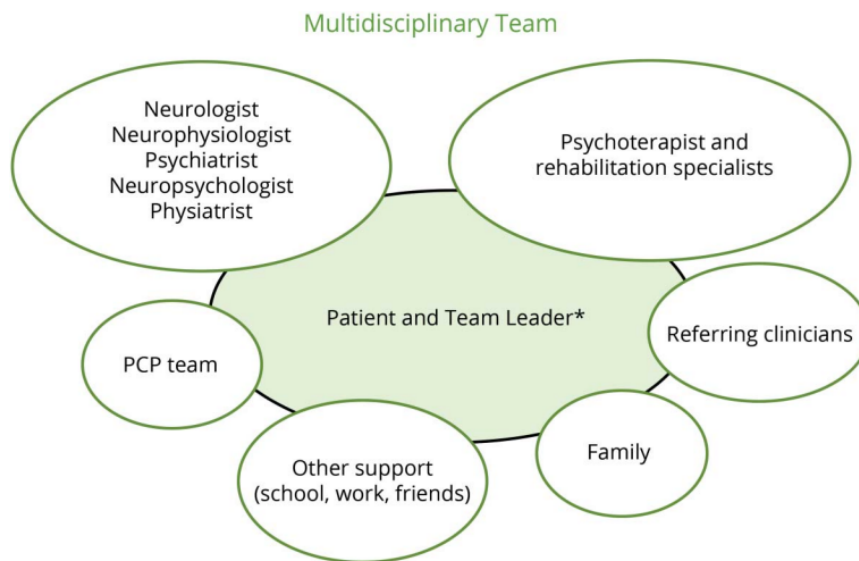 Multidisciplinary Team
Neurologist
Neurophysiologist
Psychiatrist
Neuropsychologist
Physiatrist
Psychoterapist and
rehabilitation specialists
Patient and Team Leader*
Referring clinicians
PCP team
Family
Other support
(school, work, friends)